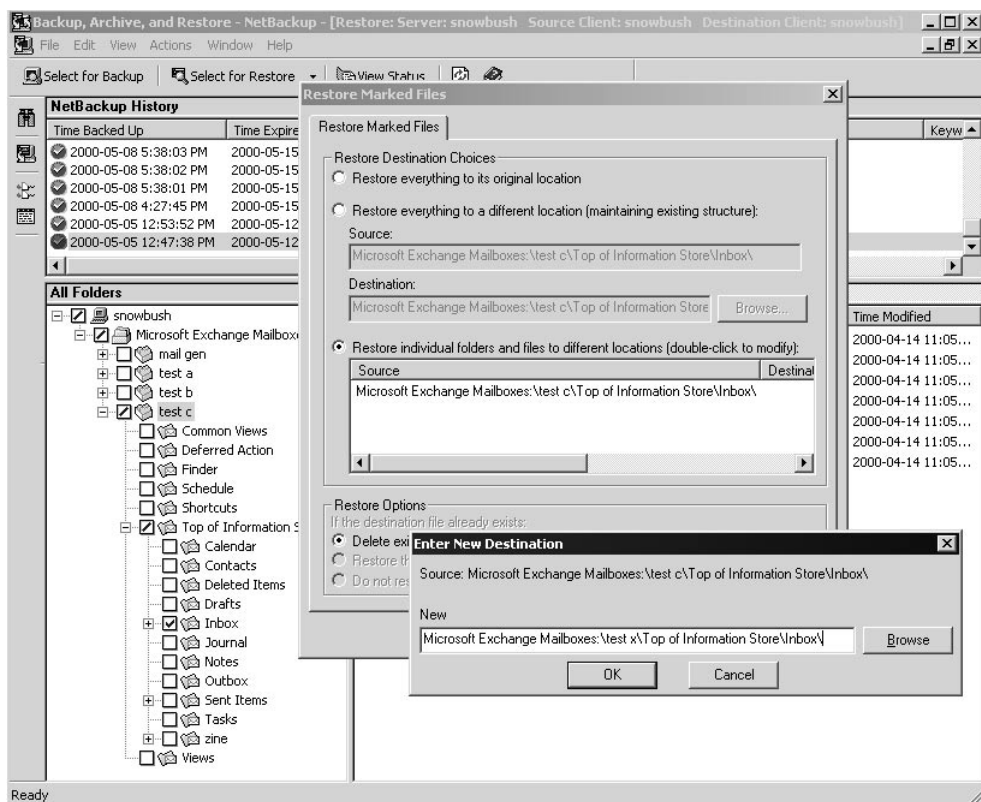 Backup, Archive, and Restore - NetBackup - [Restore: Server: snowbush Source Client: snowbush Destination Client: snowbush]
File Edit View Actions Window Help
Select for Backup Select for Restore View Status
NetBackup History
Time Backed Up Time Expire Keyw
2000-05-08 5:38:03 PM 2000-05-15
2000-05-08 5:38:02 PM 2000-05-15
2000-05-08 5:38:01 PM 2000-05-15
2000-05-08 4:27:45 PM 2000-05-15
2000-05-05 12:53:52 PM 2000-05-12
2000-05-05 12:47:38 PM 2000-05-12
All Folders
snowbush
Microsoft Exchange Mailboxe
mail gen
test a
test b
test c
Common Views
Deferred Action
Finder
Schedule
Shortcuts
Top of Information S
Calendar
Contacts
Deleted Items
Drafts
Inbox
Journal
Notes
Outbox
Sent Items
Tasks
zine
Views
Time Modified
2000-04-14 11:05...
2000-04-14 11:05...
2000-04-14 11:05...
2000-04-14 11:05...
2000-04-14 11:05...
2000-04-14 11:05...
2000-04-14 11:05...
Restore Marked Files
Restore Marked Files
Restore Destination Choices
Restore everything to its original location
Restore everything to a different location (maintaining existing structure):
Source:
Microsoft Exchange Mailboxes:\test c\Top of Information Store\Inbox\
Destination:
Microsoft Exchange Mailboxes:\test c\Top of Information Store Browse...
Restore individual folders and files to different locations (double-click to modify):
Source Destinat
Microsoft Exchange Mailboxes:\test c\Top of Information Store\Inbox\
Restore Options
If the destination file already exists:
Delete exi
Restore th
Do not res
Enter New Destination
Source: Microsoft Exchange Mailboxes:\test c\Top of Information Store\Inbox\
New
Microsoft Exchange Mailboxes:\test x\Top of Information Store\Inbox\
Browse
OK Cancel
Ready